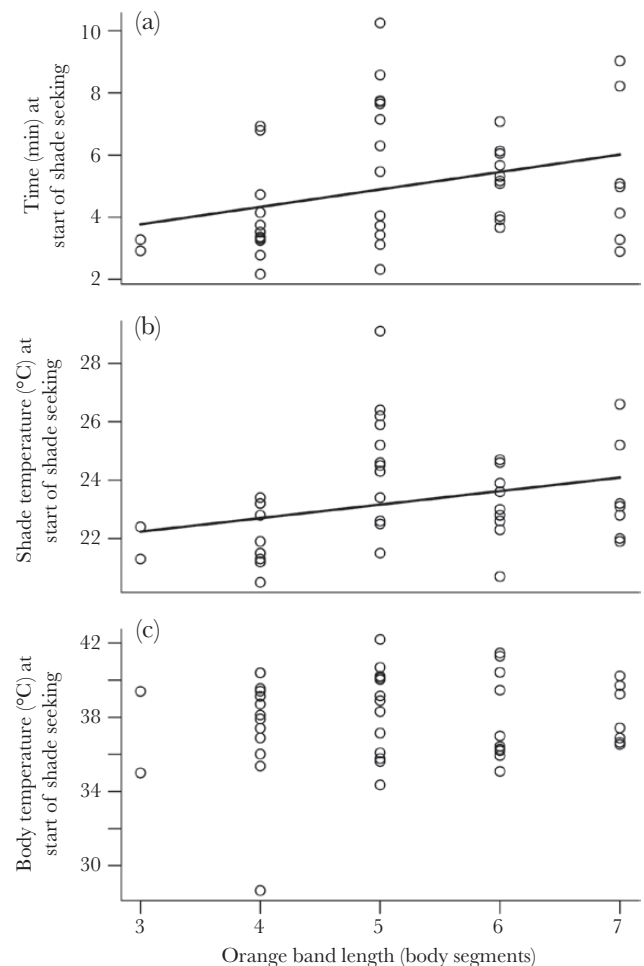 (a)
10
8
6
4
2
Time (min) at
start of shade seeking
(b)
28
26
24
22
Shade temperature (°C) at
start of shade seeking
(c)
42
38
34
30
Body temperature (°C) at
start of shade seeking
3 4 5 6 7
Orange band length (body segments)